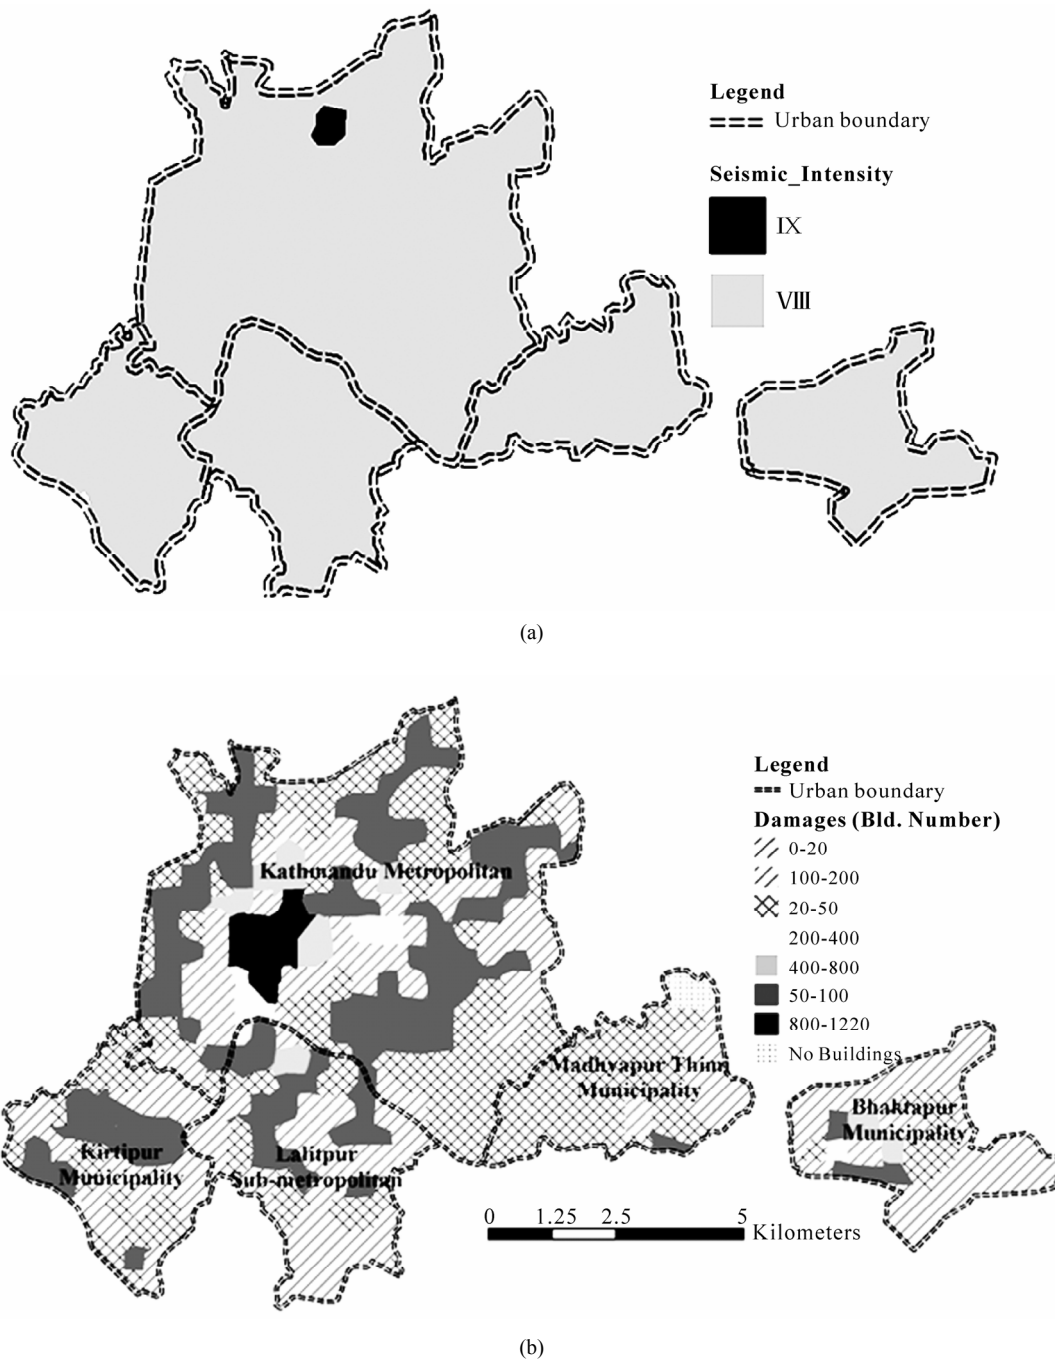 Legend
Urban boundary
Seismic_Intensity
IX
VIII
(a)
Legend
Urban boundary
Damages (Bld. Number)
0-20
100-200
20-50
200-400
400-800
50-100
800-1220
No Buildings
Kathmandu Metropolitan
Madhyapur Thimi
Municipality
Bhaktapur
Municipality
Kirtipur
Municipality
Lalitpur
Sub-metropolitan
0 1.25 2.5 5
Kilometers
(b)